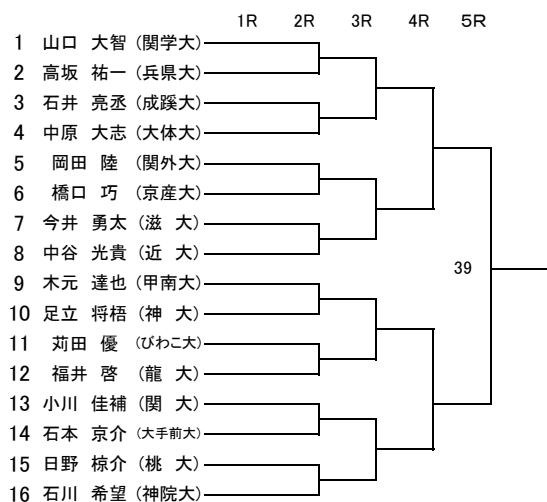 1R 2R 3R 4R 5R
1 山口 大智 (関学大)
2 高坂 祐一 (兵県大)
3 石井 亮丞 (成蹊大)
4 中原 大志 (大体大)
5 岡田 陸 (関外大)
6 橋口 巧 (京産大)
7 今井 勇太 (滋 大)
8 中谷 光貴 (近 大)
9 木元 達也 (甲南大)
39
10 足立 将梧 (神 大)
11 苅田 優 (びわこ大)
12 福井 啓 (龍 大)
13 小川 佳補 (関 大)
14 石本 京介 (大手前大)
15 日野 椋介 (桃 大)
16 石川 希望 (神院大)